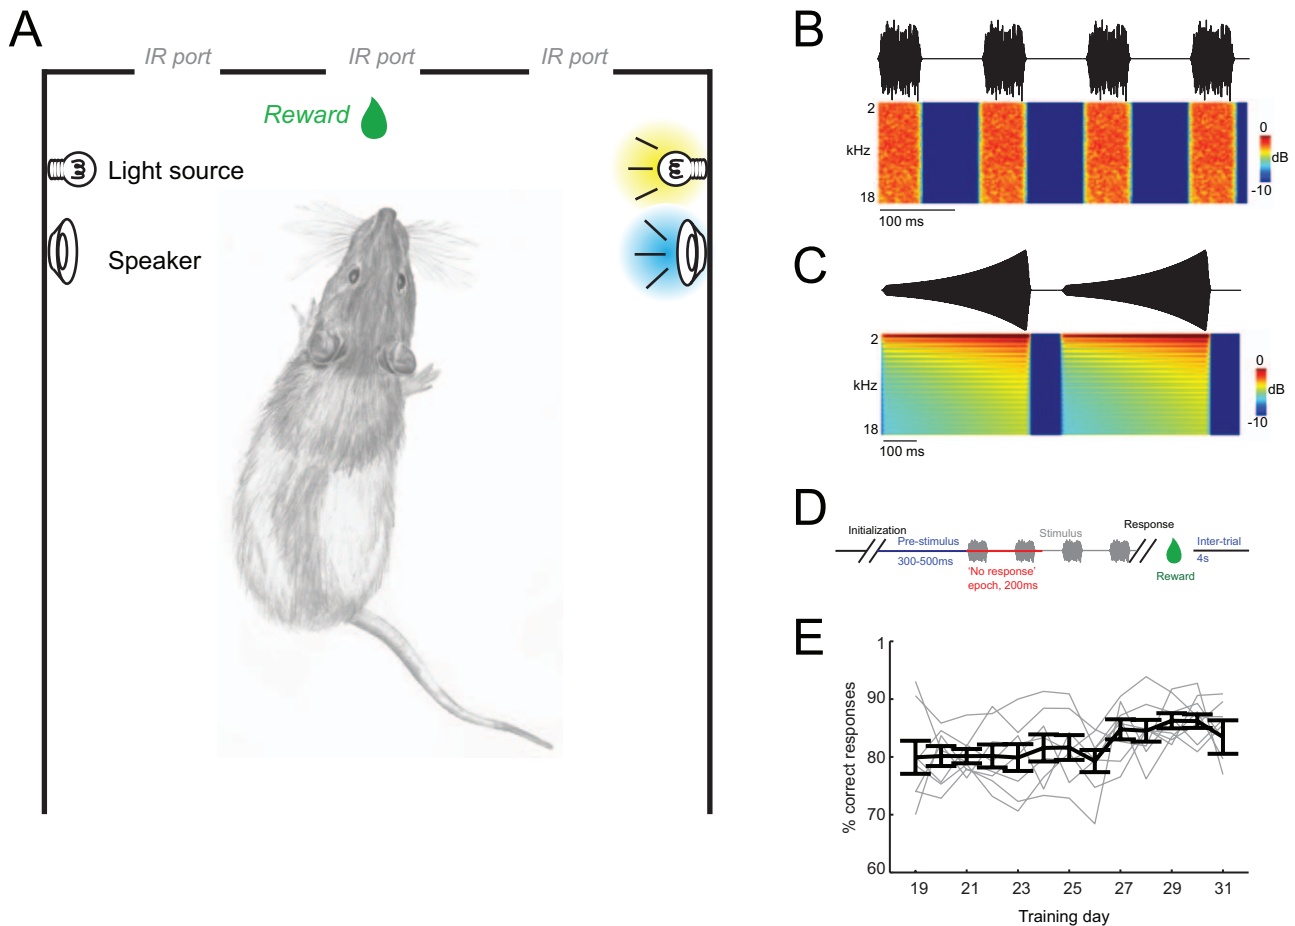 A
IR port
IR port
IR port
Reward
Light source
Speaker
B
2
kHz
18
0
dB
-10
100 ms
C
2
kHz
18
0
dB
-10
100 ms
D
Initialization
Pre-stimulus
300-500ms
'No response'
epoch, 200ms
Stimulus
Response
Reward
Inter-trial
4s
E
1
90
80
70
60
% correct responses
19 21 23 25 27 29 31
Training day